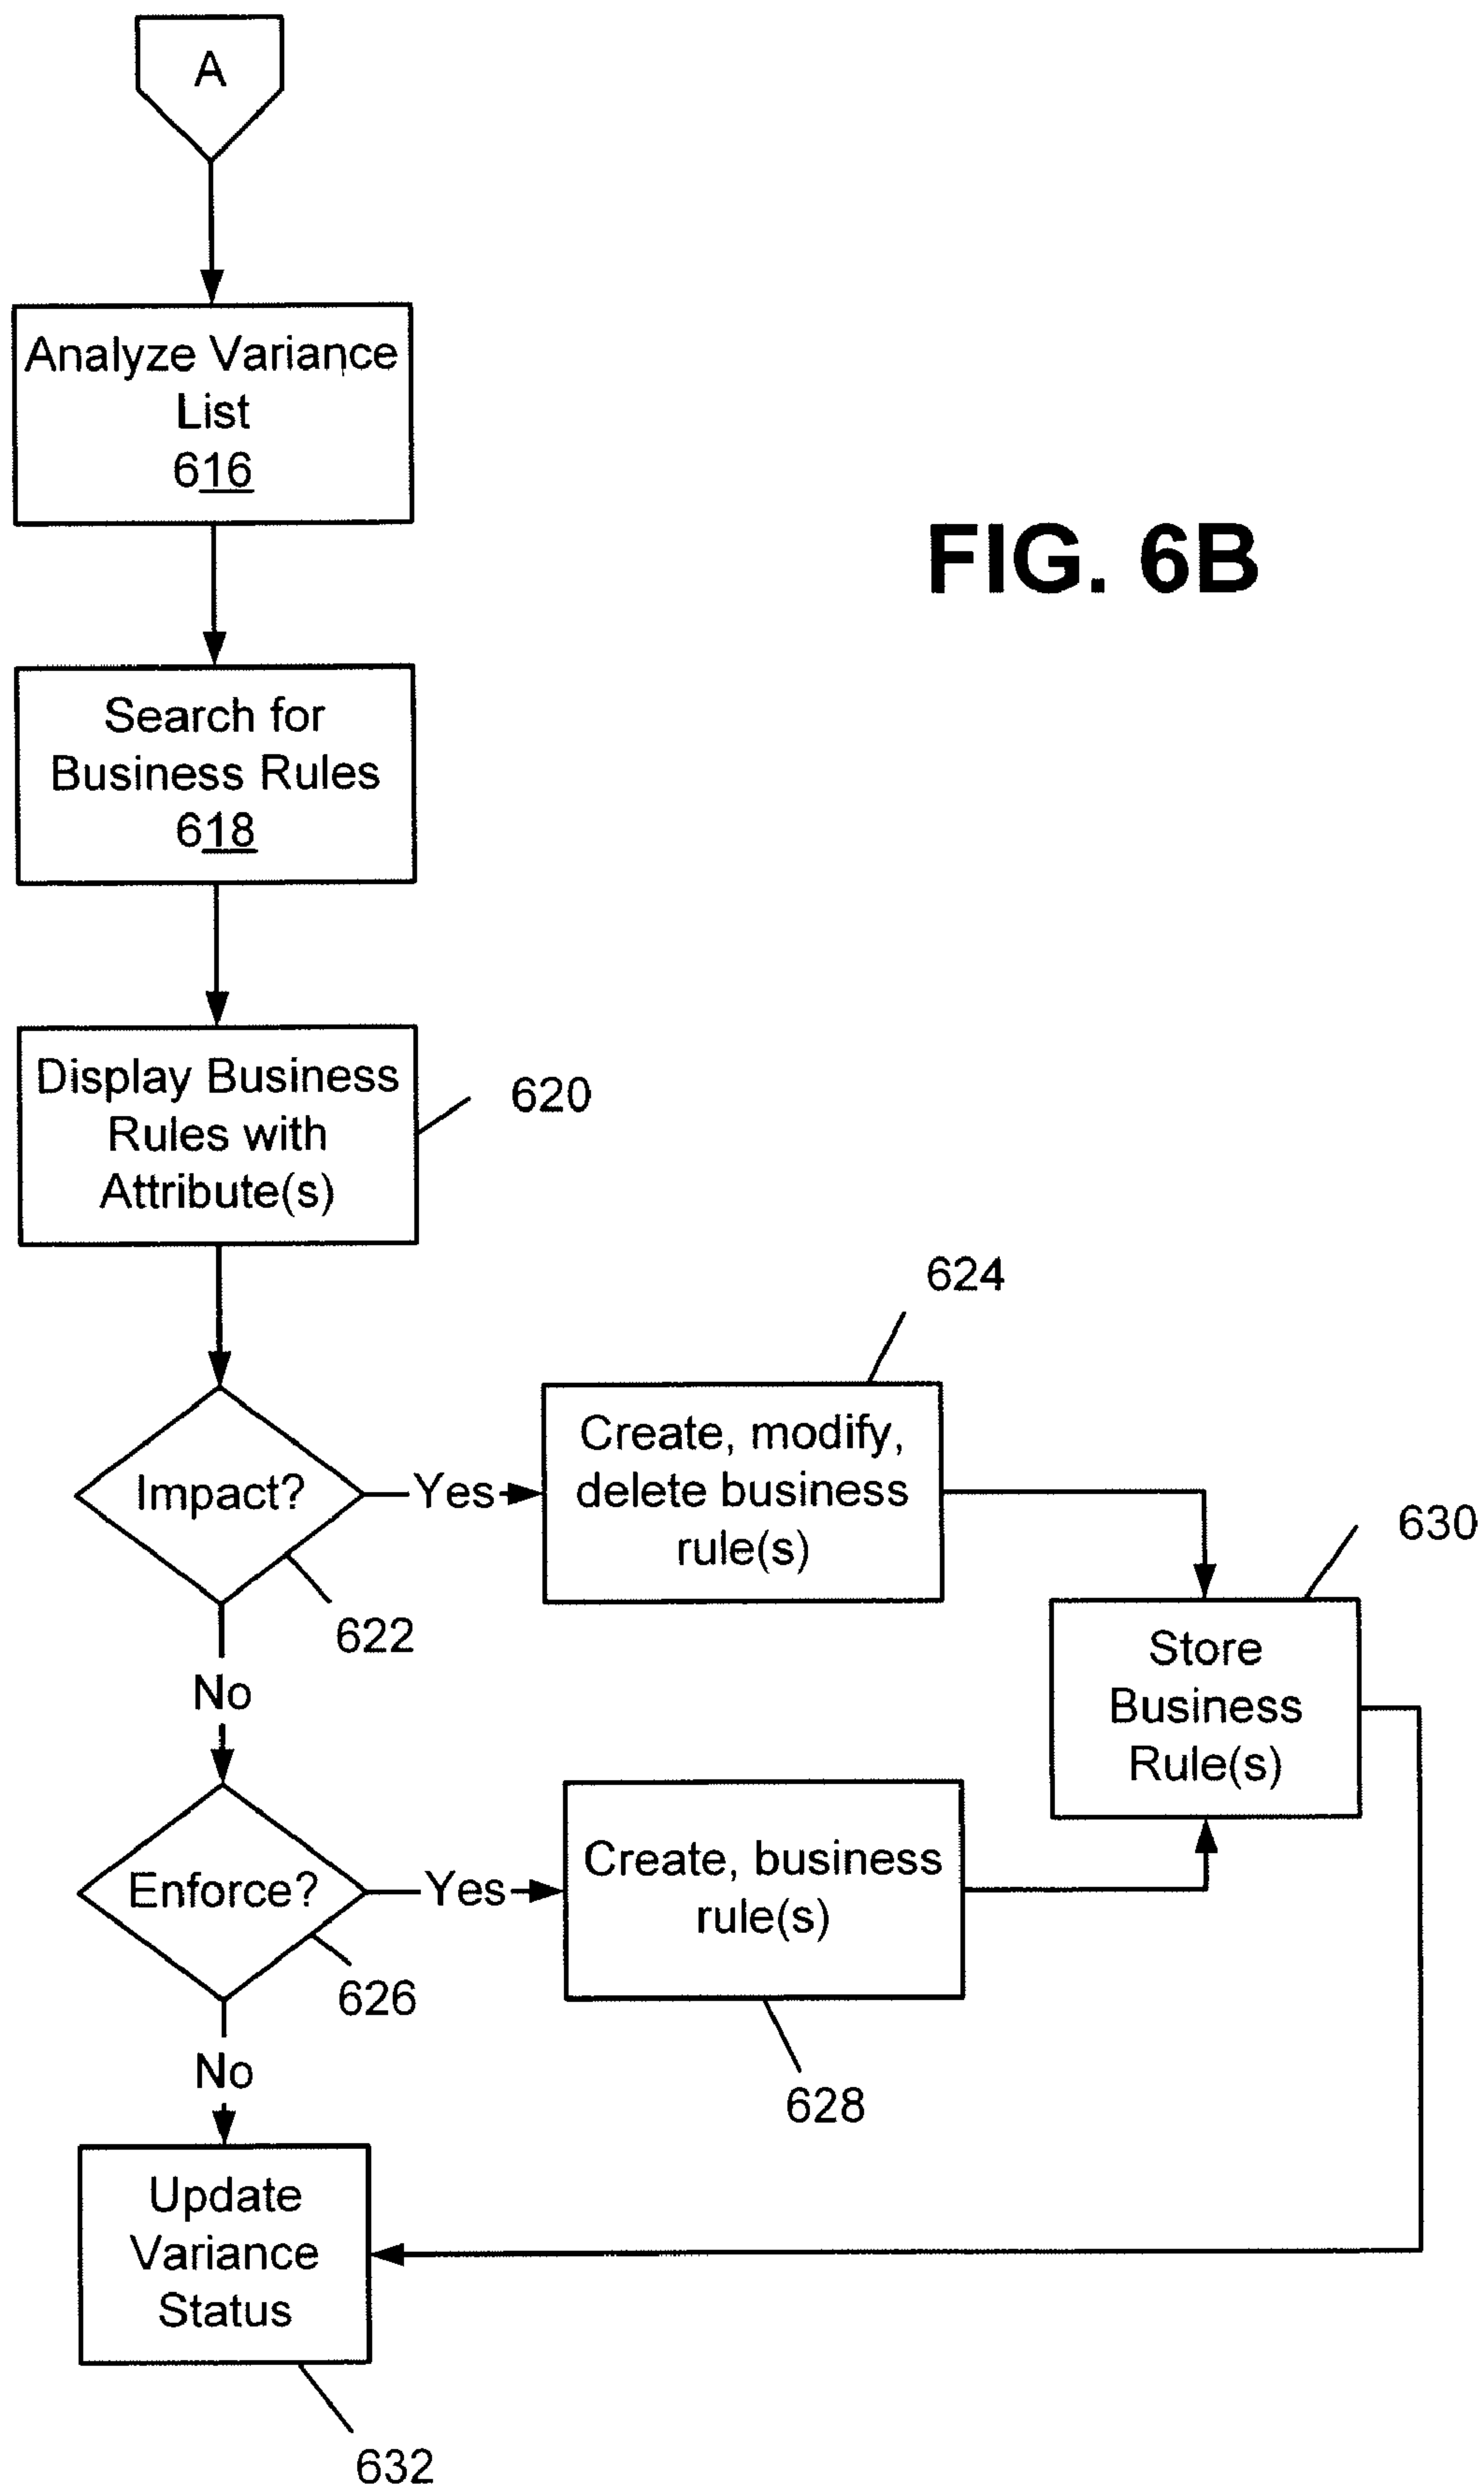 A
Analyze Variance
List
616
FIG. 6B
Search for
Business Rules
618
Display Business
Rules with
Attribute(s)
620
624
Impact?
Yes
Create, modify,
delete business
rule(s)
630
622
Store
Business
Rule(s)
No
Enforce?
Yes
Create, business
rule(s)
626
628
No
Update
Variance
Status
632